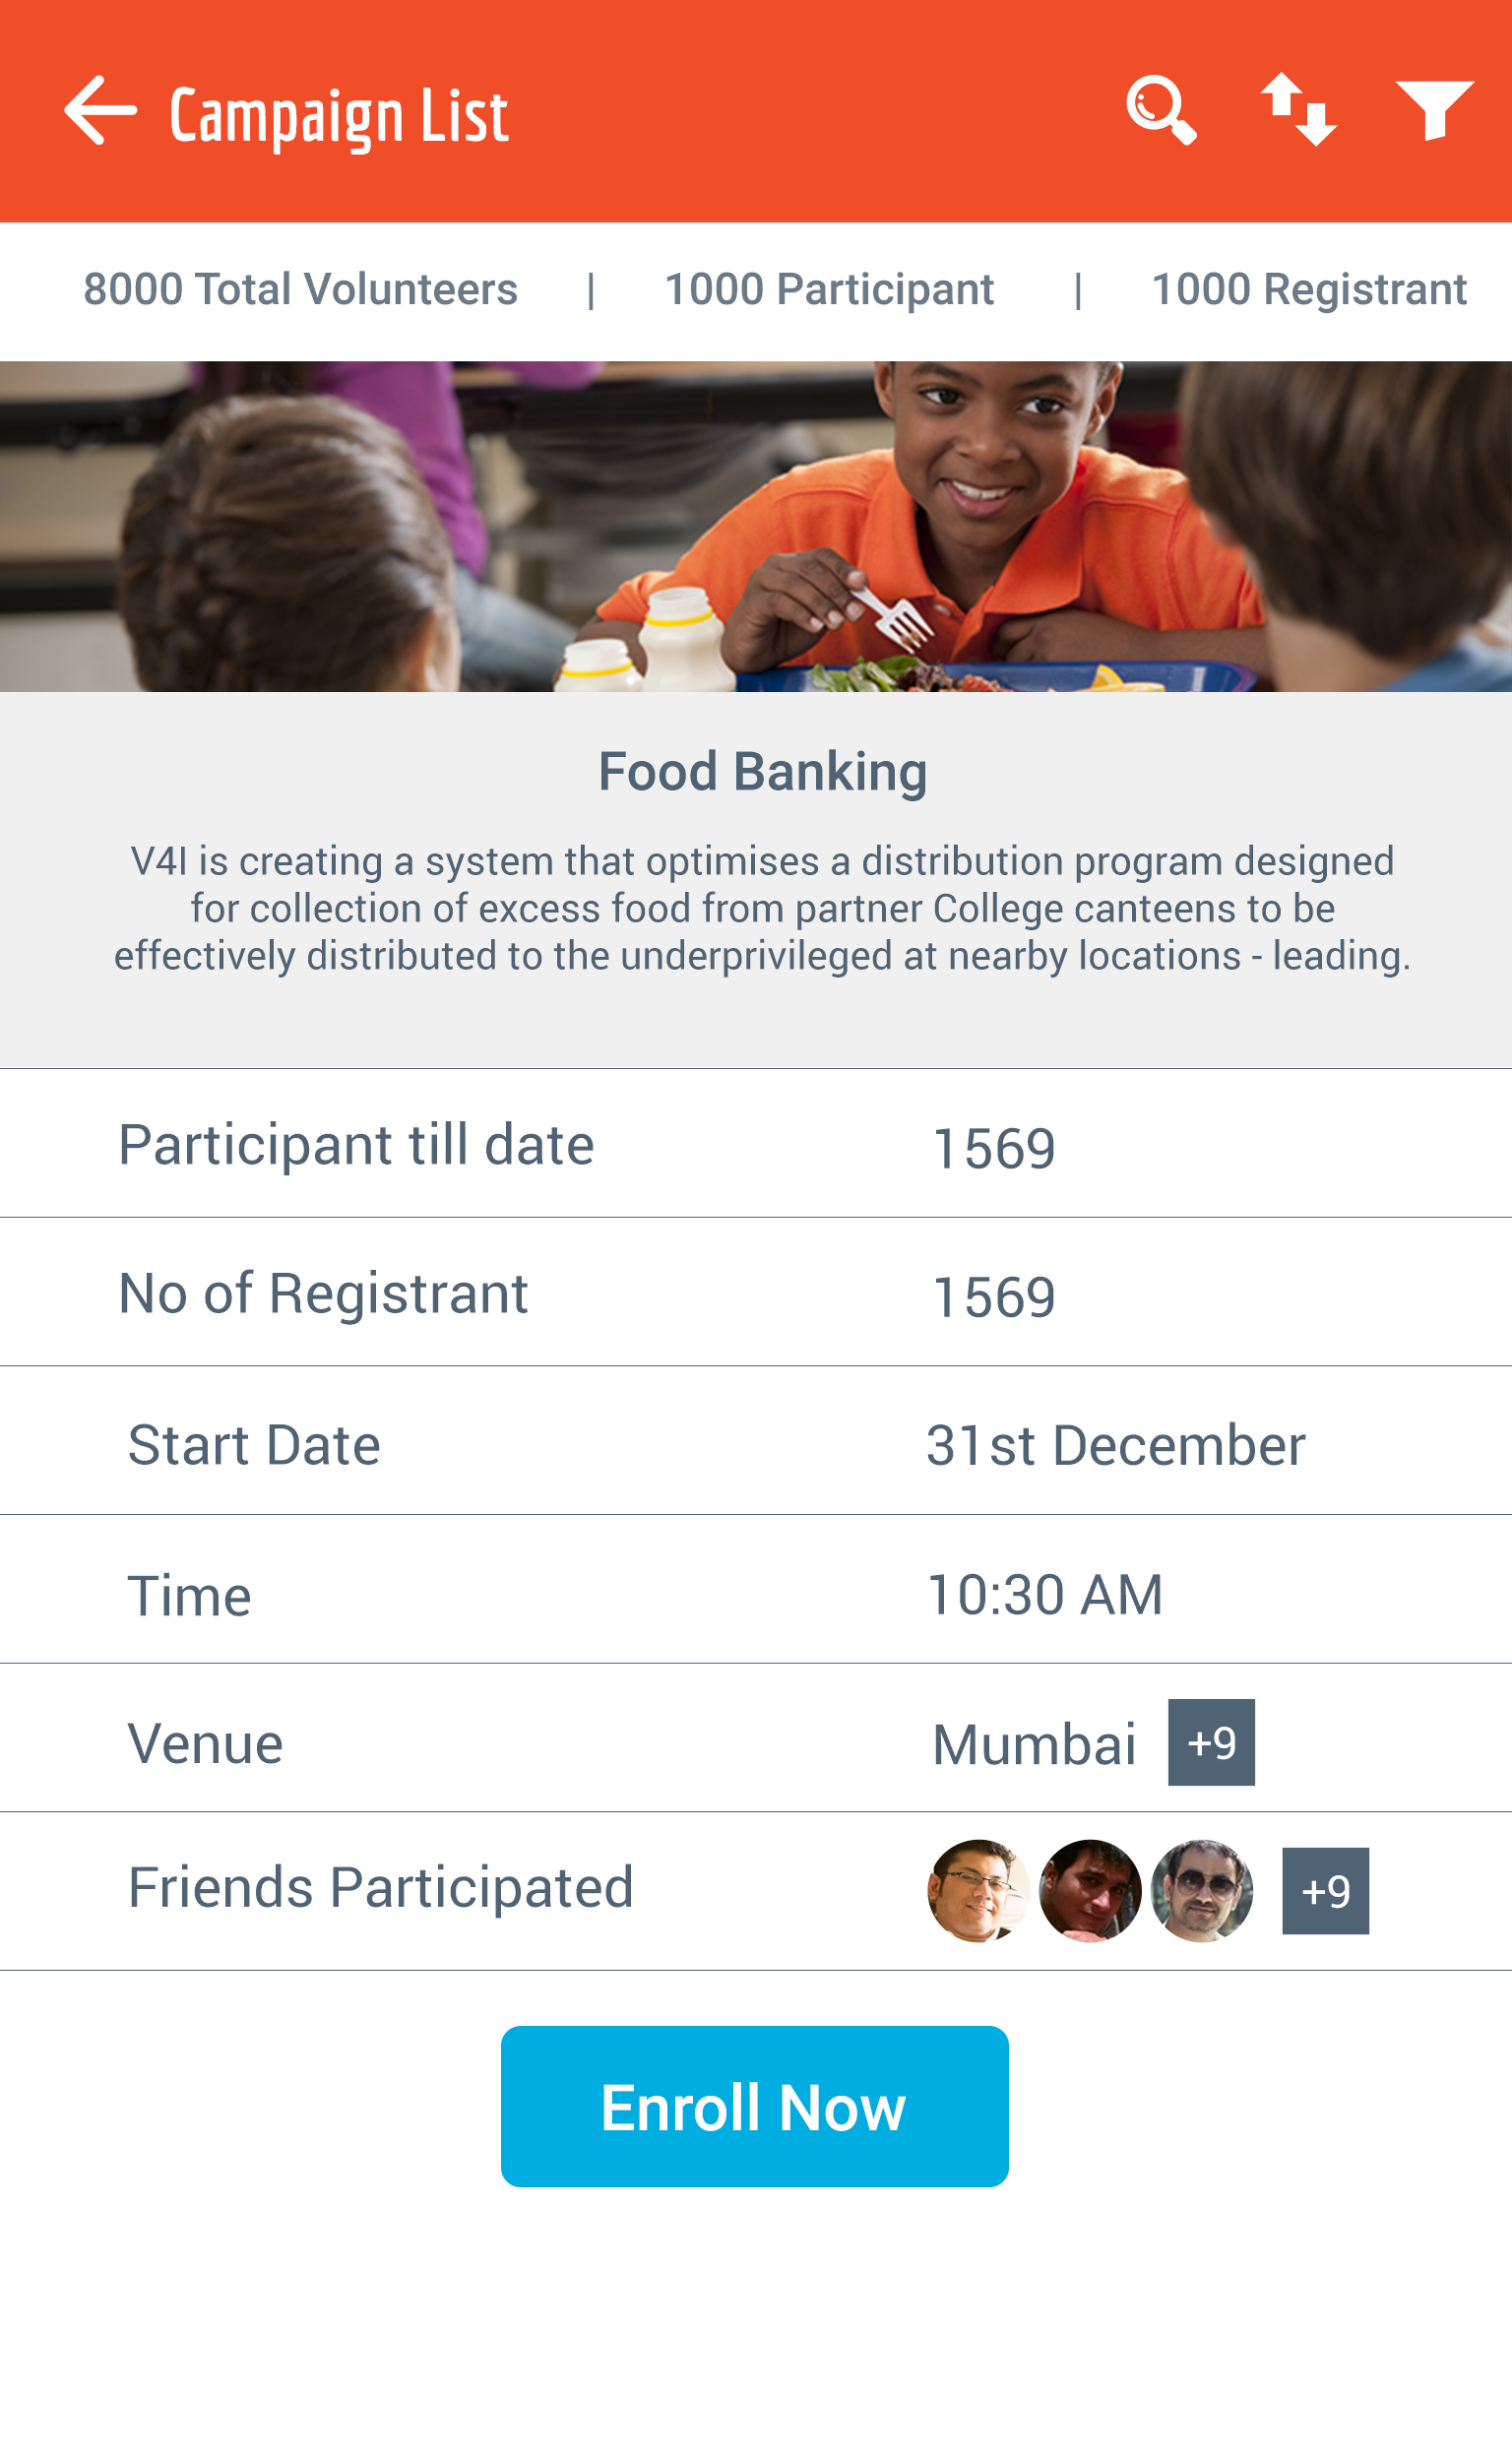 Campaign List
8000 Total Volunteers | 1000 Participant | 1000 Registrant
Food Banking
V4I is creating a system that optimises a distribution program designed
for collection of excess food from partner College canteens to be
effectively distributed to the underprivileged at nearby locations - leading.
Participant till date 1569
No of Registrant 1569
Start Date 31st December
Time 10:30 AM
Venue Mumbai +9
Friends Participated +9
Enroll Now